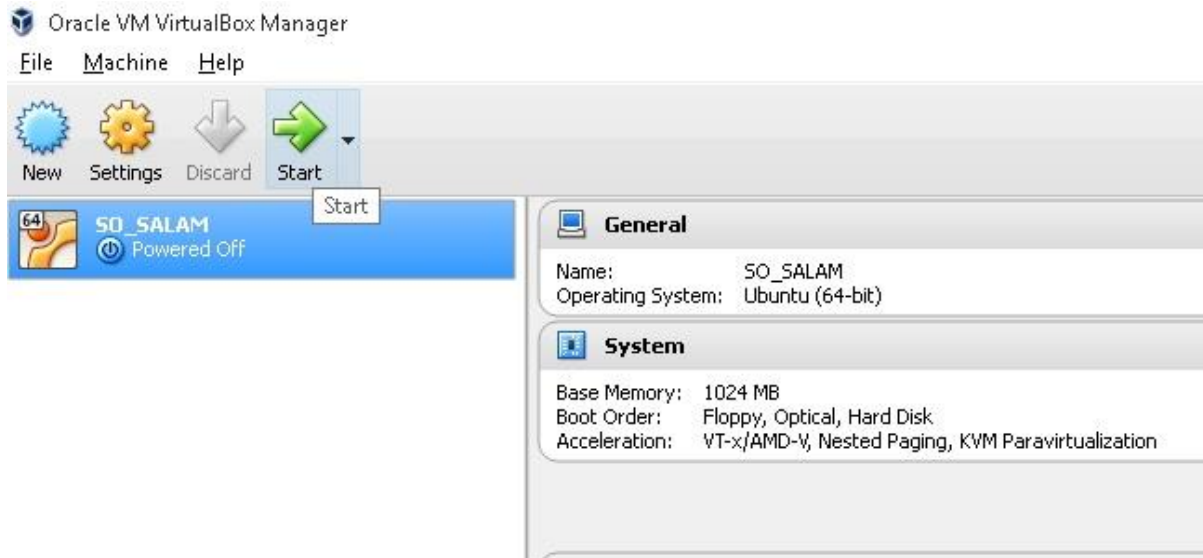 Oracle VM VirtualBox Manager
File Machine Help
New Settings Discard Start
Start
64
SO_SALAM
Powered Off
General
Name: SO_SALAM
Operating System: Ubuntu (64-bit)
System
Base Memory: 1024 MB
Boot Order: Floppy, Optical, Hard Disk
Acceleration: VT-x/AMD-V, Nested Paging, KVM Paravirtualization